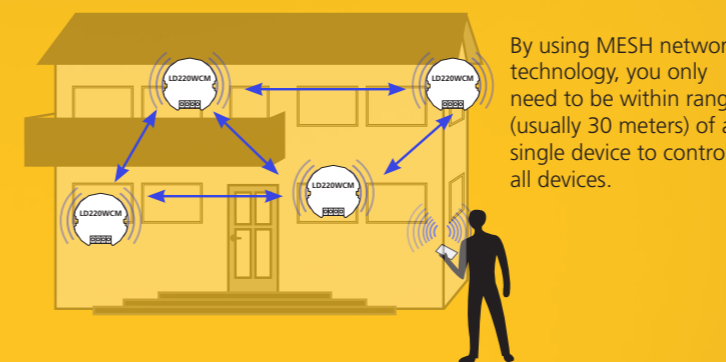 By using MESH networ
technology, you only
need to be within rang
(usually 30 meters) of a
single device to control
all devices.
LD220WCM
LD220WCM
LD220WCM
LD220WCM